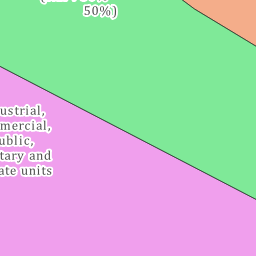 50%)
ustrial,
mercial,
ublic,
tary and
ate units